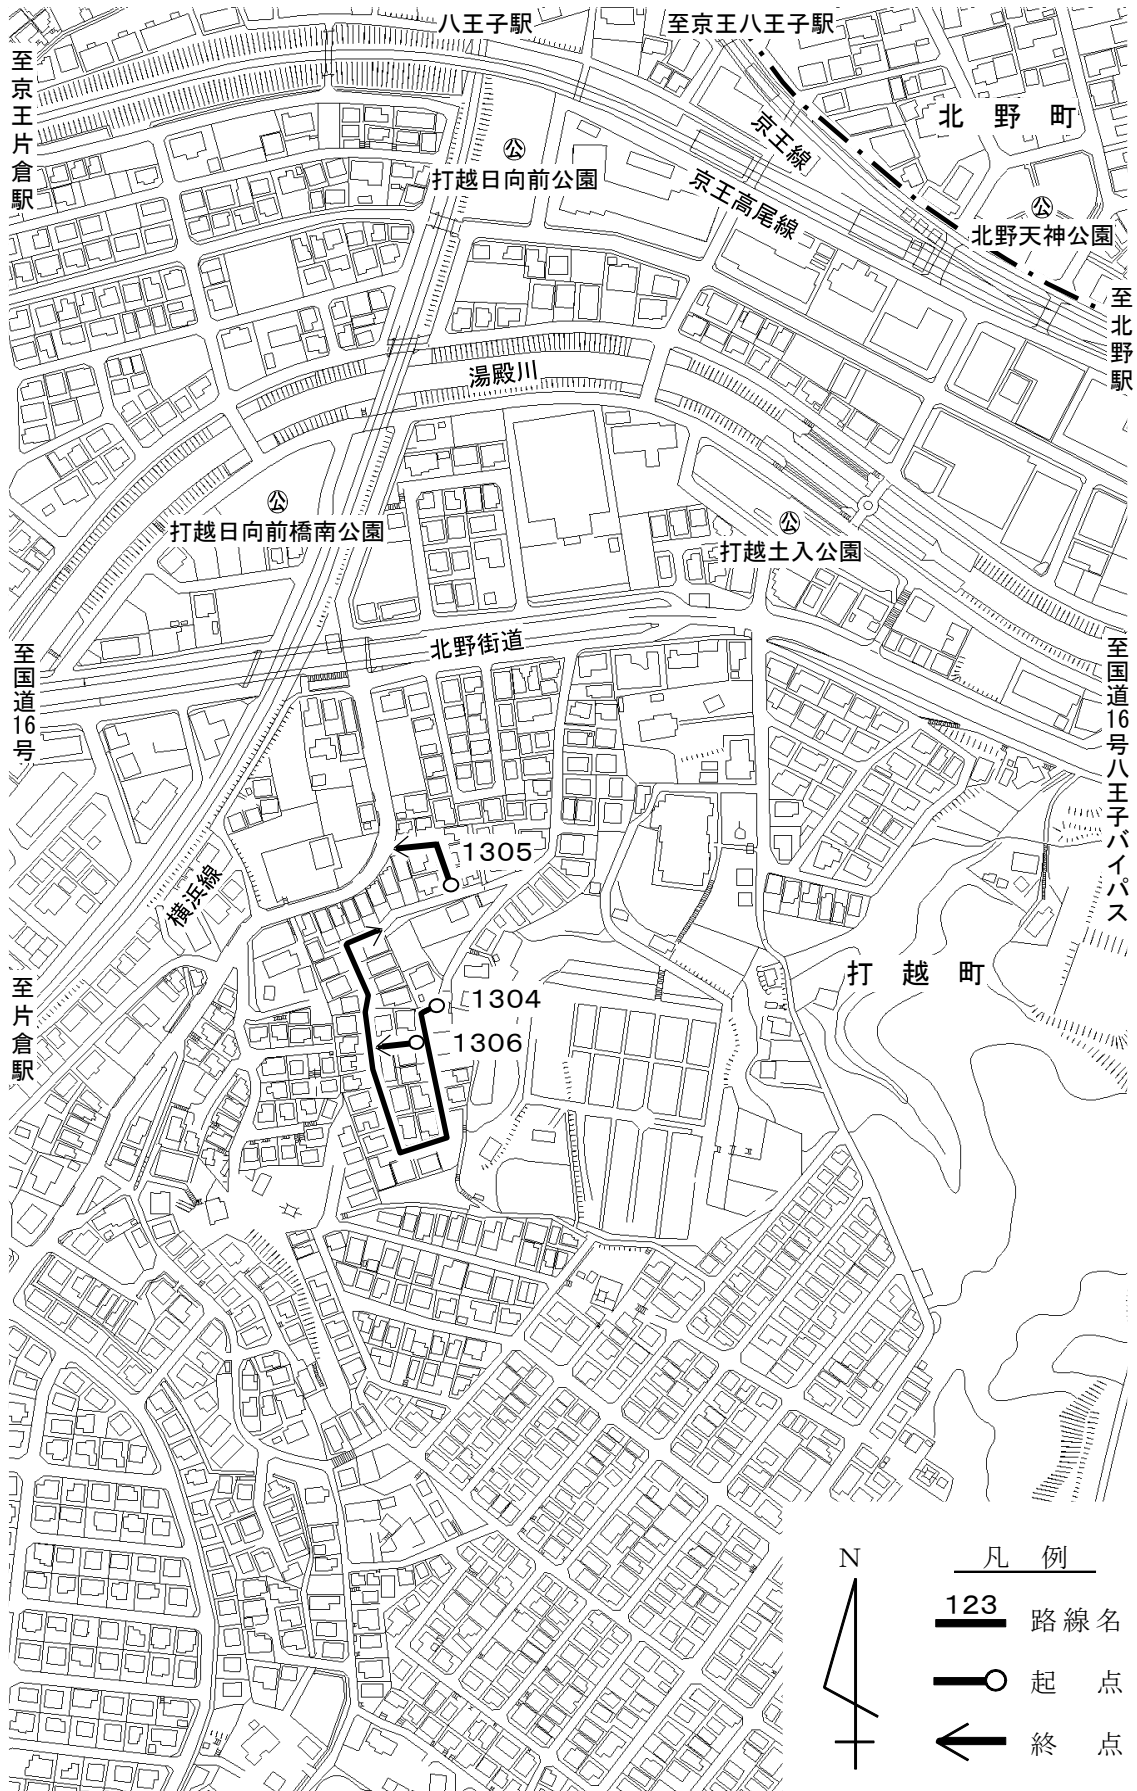 八王子駅
至京王八王子駅
至京王片倉駅
北野町
京王線
公
打越日向前公園
京王高尾線
公
北野天神公園
至北野駅
湯殿川
公
打越日向前橋南公園
公
打越土入公園
北野街道
至国道16号
至国道16号八王子バイパス
1305
横浜線
打越町
至片倉駅
1304
1306
N
凡例
123
路線名
起点
終点